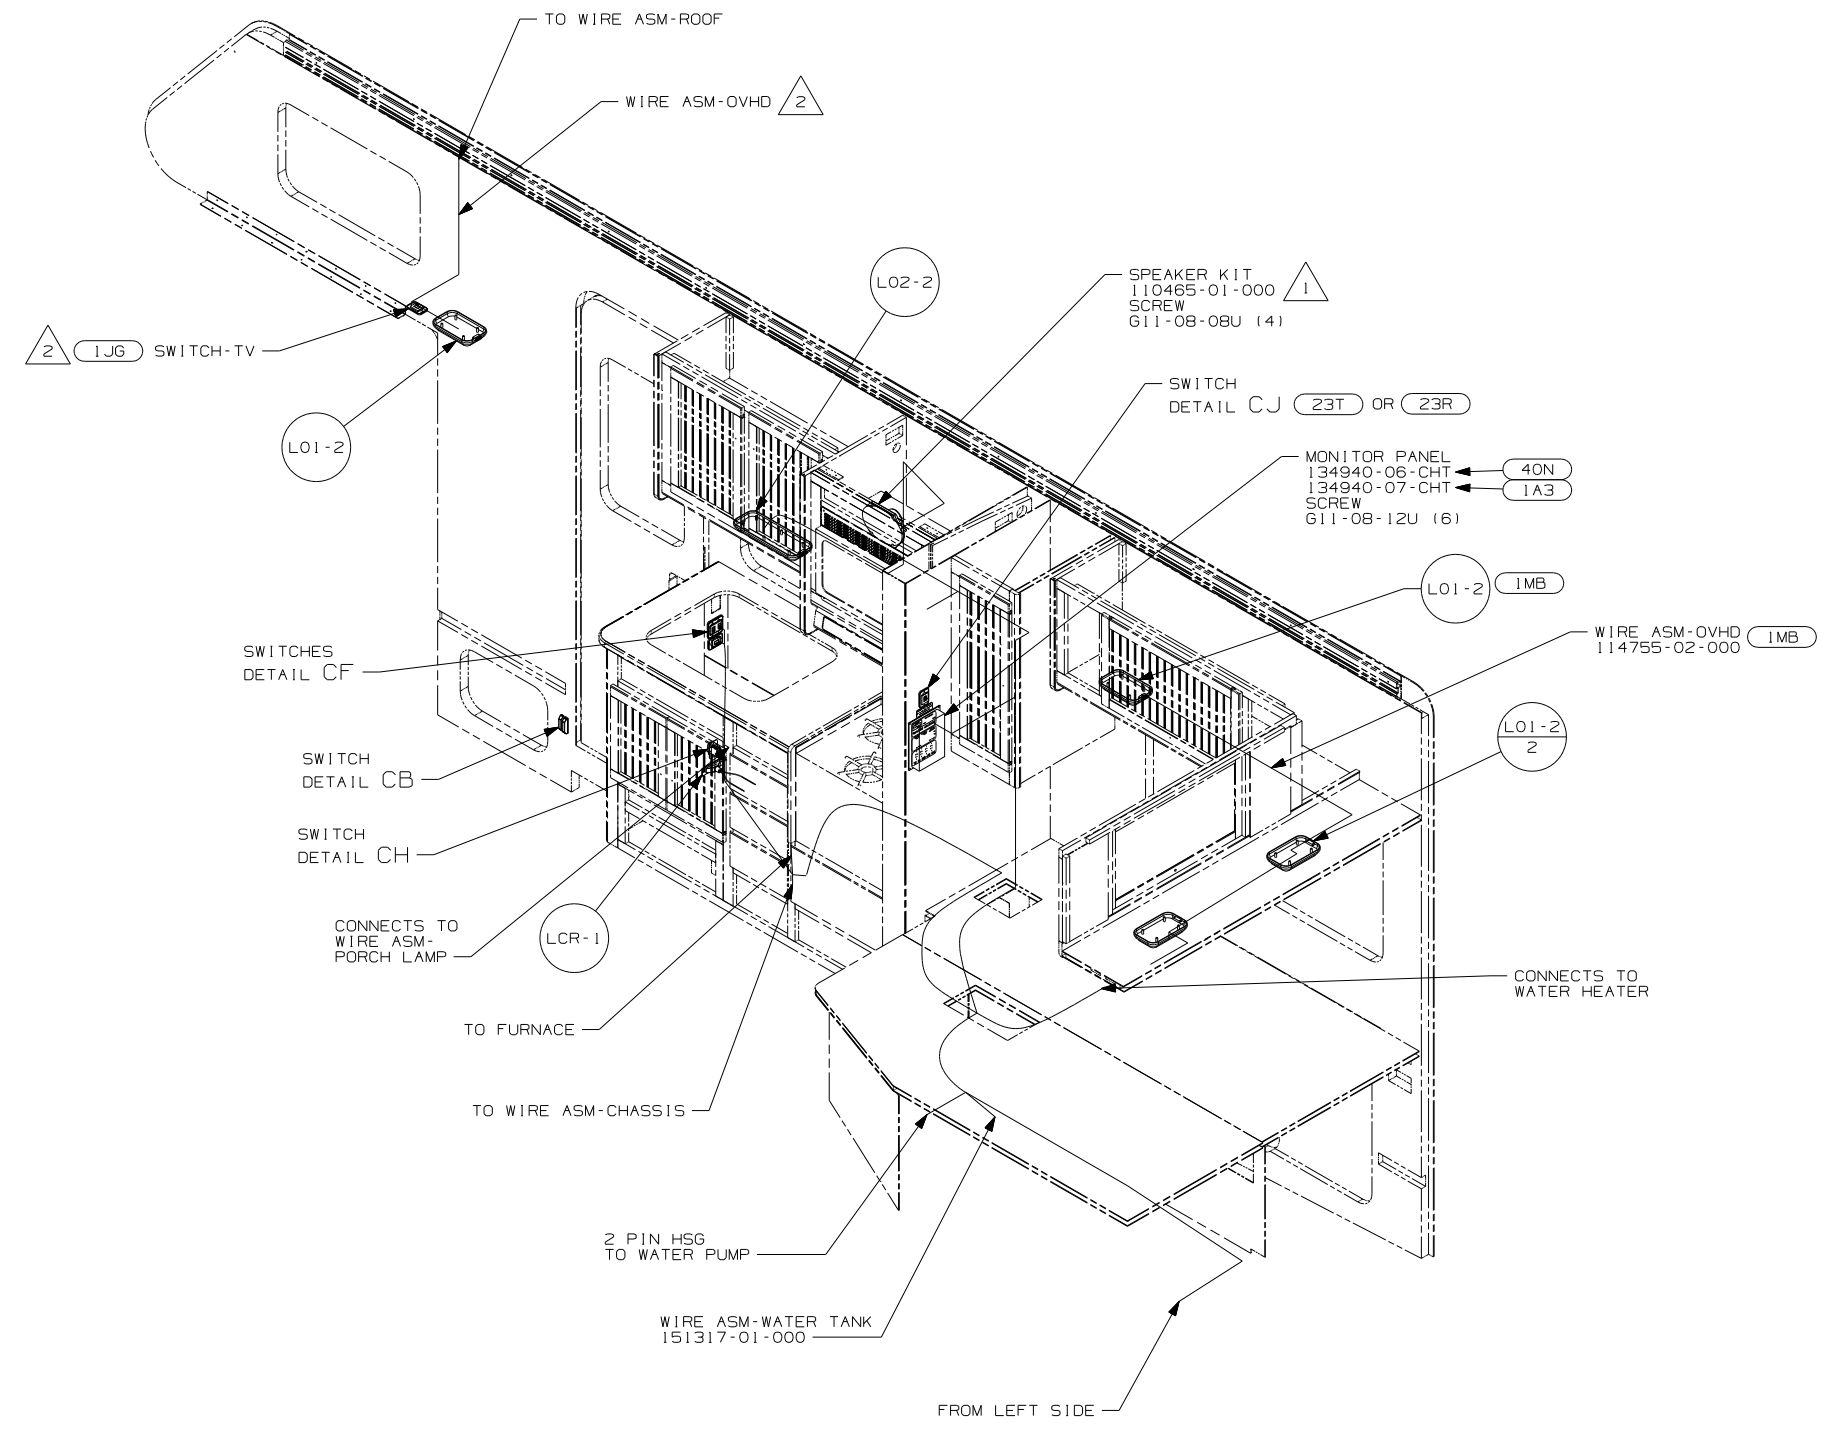 TO WIRE ASM-ROOF
WIRE ASM-OVHD 2
L02-2
SPEAKER KIT
110465-01-000 1
SCREW
G11-08-08U (4)
2 1JG SWITCH-TV
SWITCH
DETAIL CJ 23T OR 23R
L01-2
MONITOR PANEL
134940-06-CHT 40N
134940-07-CHT 1A3
SCREW
G11-08-12U (6)
L01-2 1MB
WIRE ASM-OVHD 1MB
114755-02-000
SWITCHES
DETAIL CF
L01-2
2
SWITCH
DETAIL CB
SWITCH
DETAIL CH
CONNECTS TO
WIRE ASM-
PORCH LAMP
LCR-1
CONNECTS TO
WATER HEATER
TO FURNACE
TO WIRE ASM-CHASSIS
2 PIN HSG
TO WATER PUMP
WIRE ASM-WATER TANK
151317-01-000
FROM LEFT SIDE